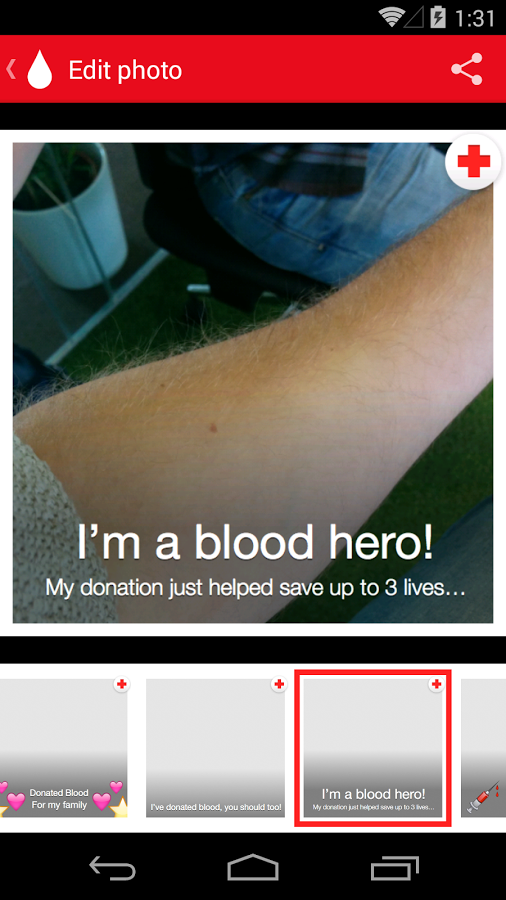 1:31
Edit photo
I'm a blood hero!
My donation just helped save up to 3 lives...
Donated Blood
For my family
I've donated blood, you should too!
I'm a blood hero!
My donation just helped save up to 3 lives...